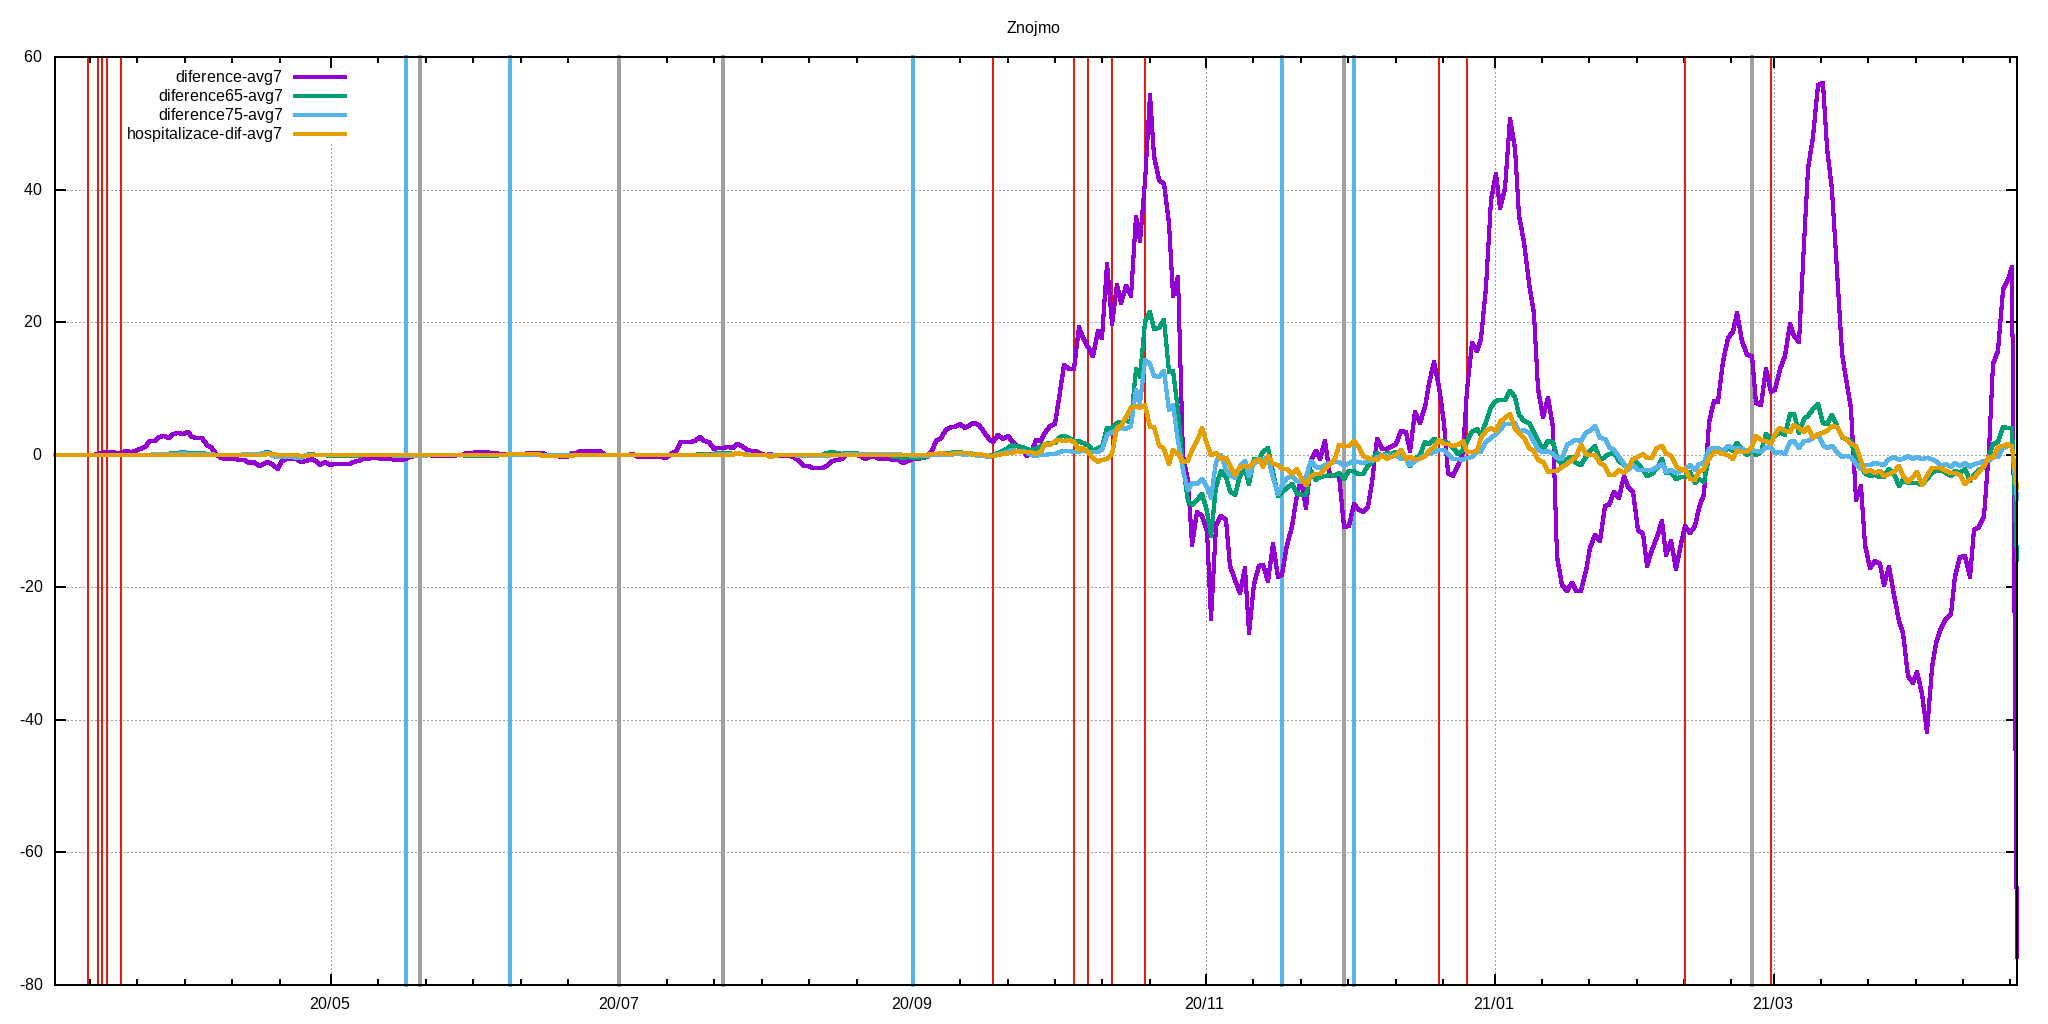 Znojmo
60
diference-avg7
diference65-avg7
diference75-avg7
hospitalizace-dif-avg7
40
20
0
-20
-40
-60
-80
20/05 20/07 20/09 20/11 21/01 21/03